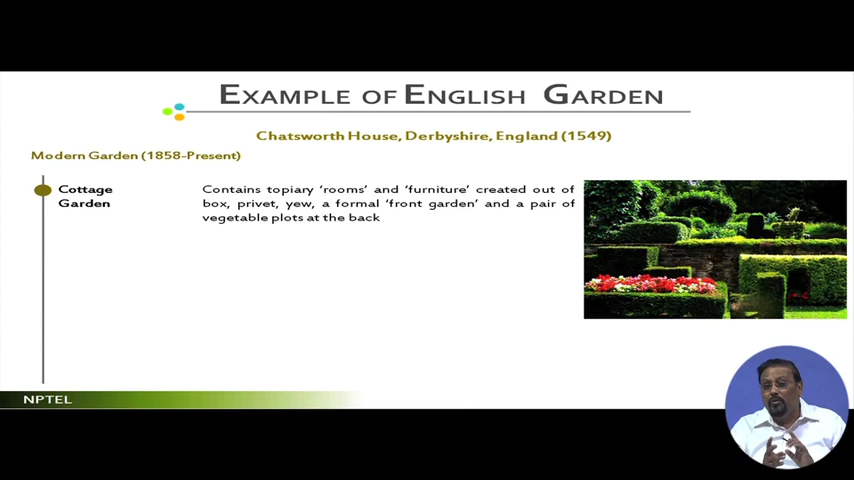 EXAMPLE OF ENGLISH GARDEN
Chatsworth House, Derbyshire, England (1549)
Modern Garden (1858-Present)
Cottage
Garden
Contains topiary ‘rooms’ and ‘furniture’ created out of
box, privet, yew, a formal ‘front garden’ and a pair of
vegetable plots at the back
NPTEL